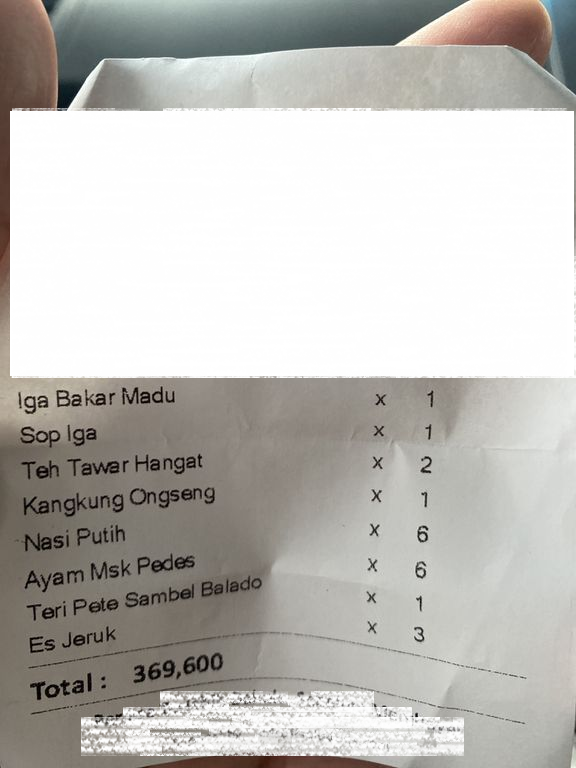 Iga Bakar Madu x 1
Sop Iga x 1
Teh Tawar Hangat x 2
Kangkung Ongseng x 1
Nasi Putih x 6
Ayam Msk Pedes x 6
Teri Pete Sambel Balado x 1
Es Jeruk x 3
Total : 369,600